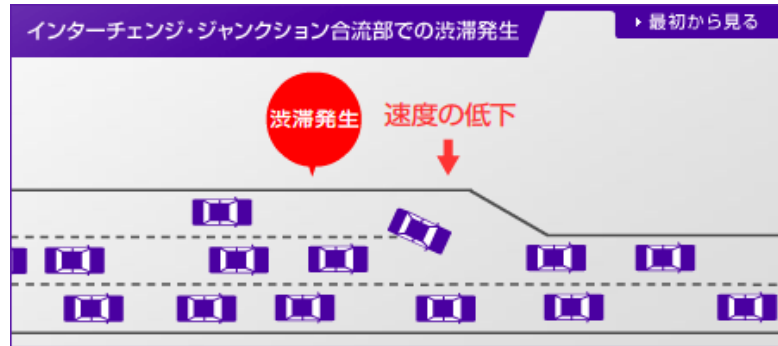 インターチェンジ・ジャンクション合流部での渋滞発生
最初から見る
渋滞発生
速度の低下